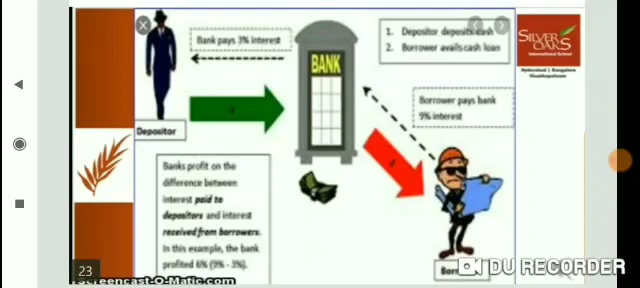 Bank pays 3% interest
1. Depositor deposits cash
2. Borrower avails cash loan
SILVER
OAKS
International School
Hyderabad | Bangalore
Visakhapatnam
BANK
Borrower pays bank
9% interest
Depositor
Banks profit on the
difference between
interest paid to
depositors and interest
received from borrowers.
In this example, the bank
profited 6% (9% - 3%).
23
Screencast-O-Matic.com
DU RECORDER